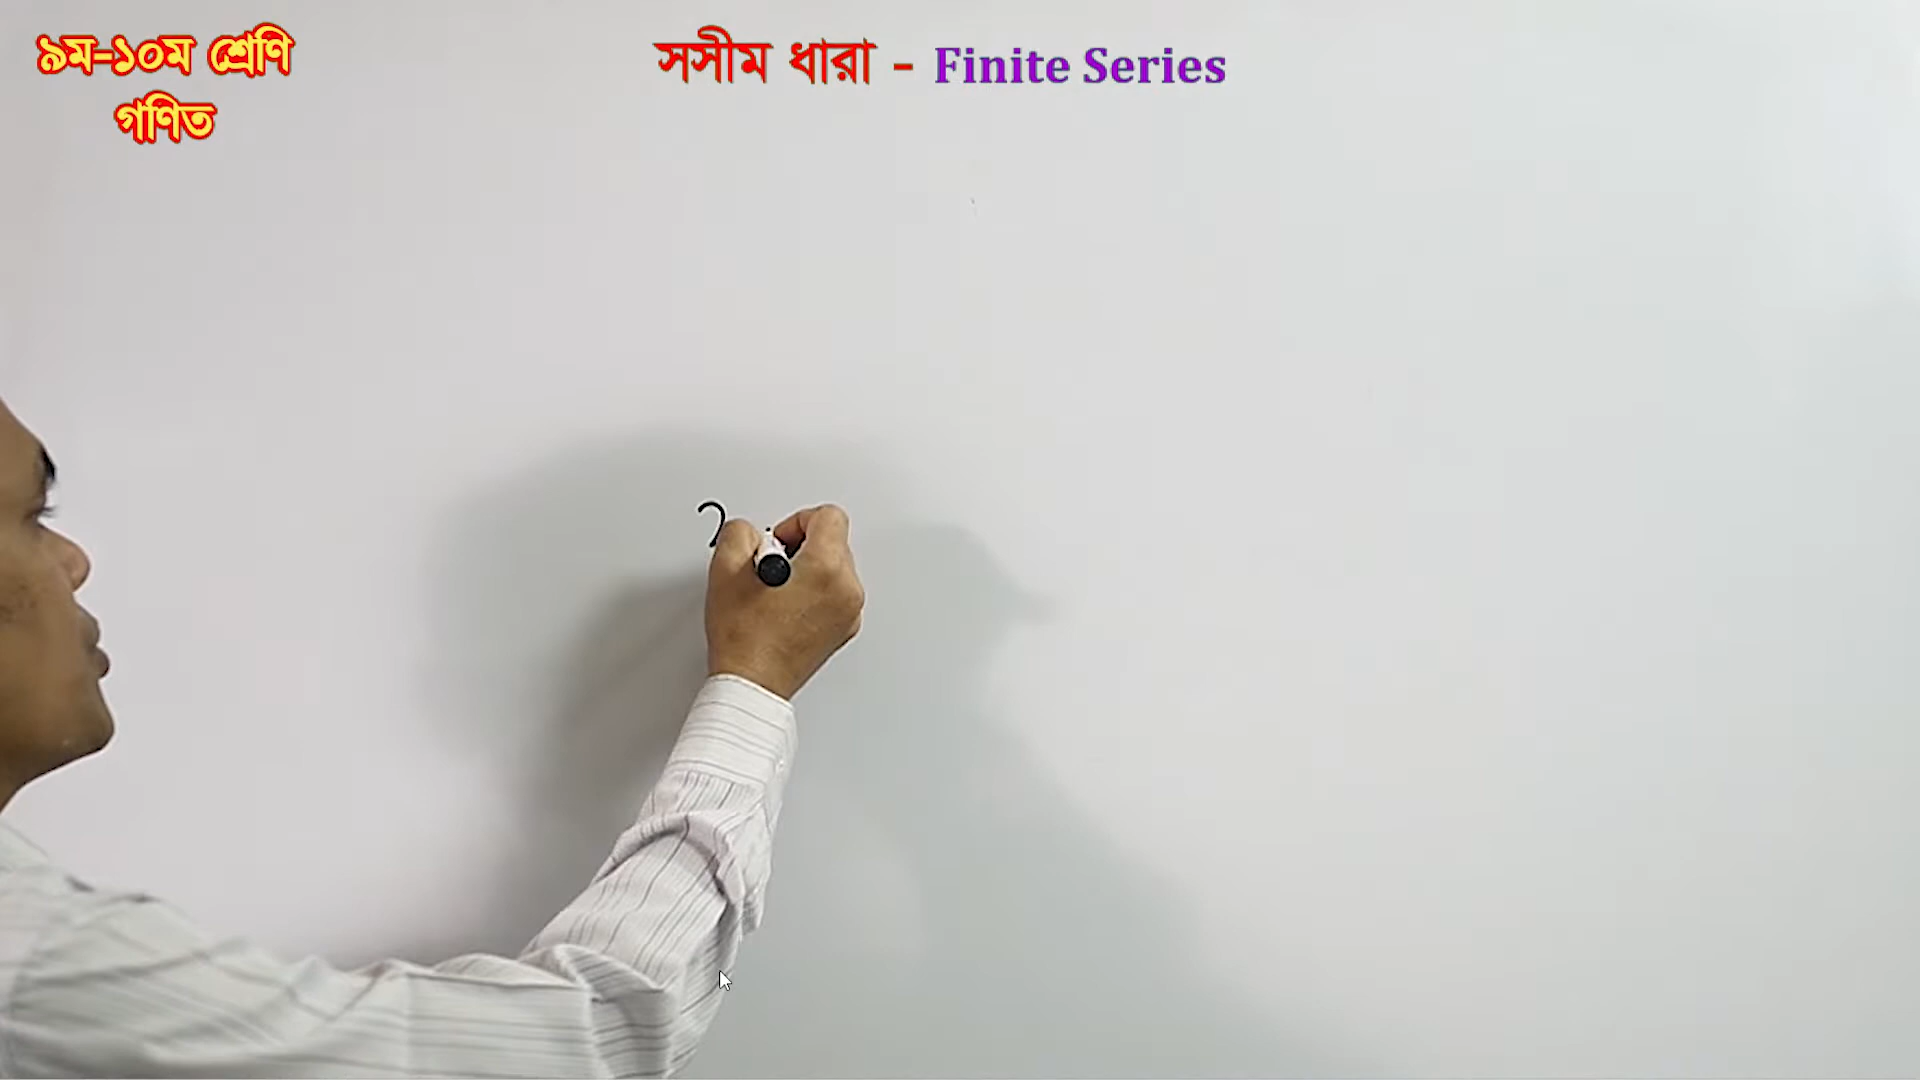 ৯ম-১০ম শ্রেণি
গণিত
সসীম ধারা - Finite Series